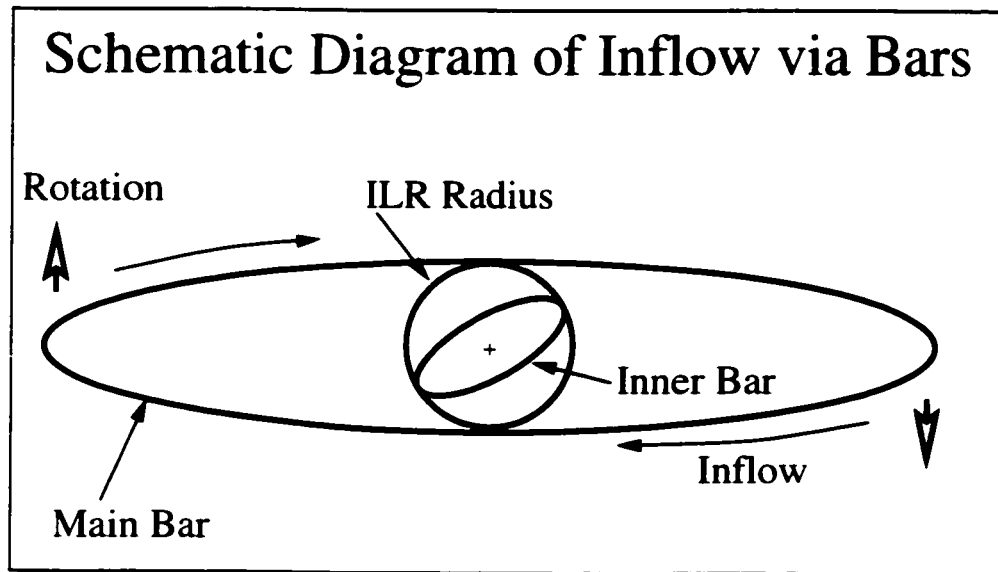 Schematic Diagram of Inflow via Bars
Rotation
ILR Radius
Inner Bar
Inflow
Main Bar